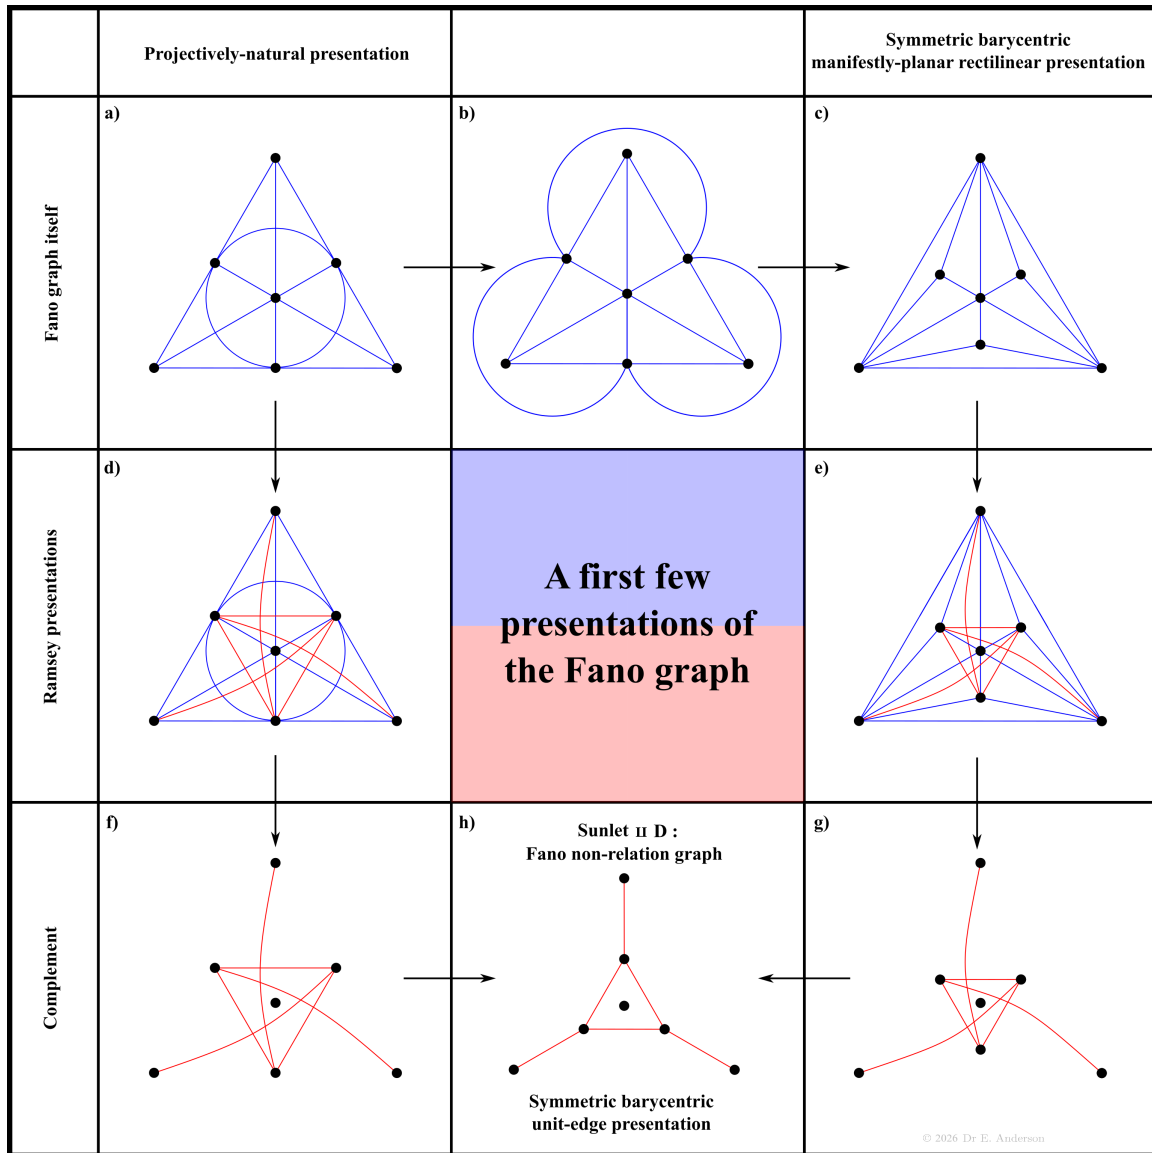 Projectively-natural presentation
Symmetric barycentric
manifestly-planar rectilinear presentation
Fano graph itself
a)
b)
c)
Ramsey presentations
d)
A first few
presentations of
the Fano graph
e)
Complement
f)
h)
Sunlet ⨿ D :
Fano non-relation graph
Symmetric barycentric
unit-edge presentation
g)
© 2026 Dr E. Anderson